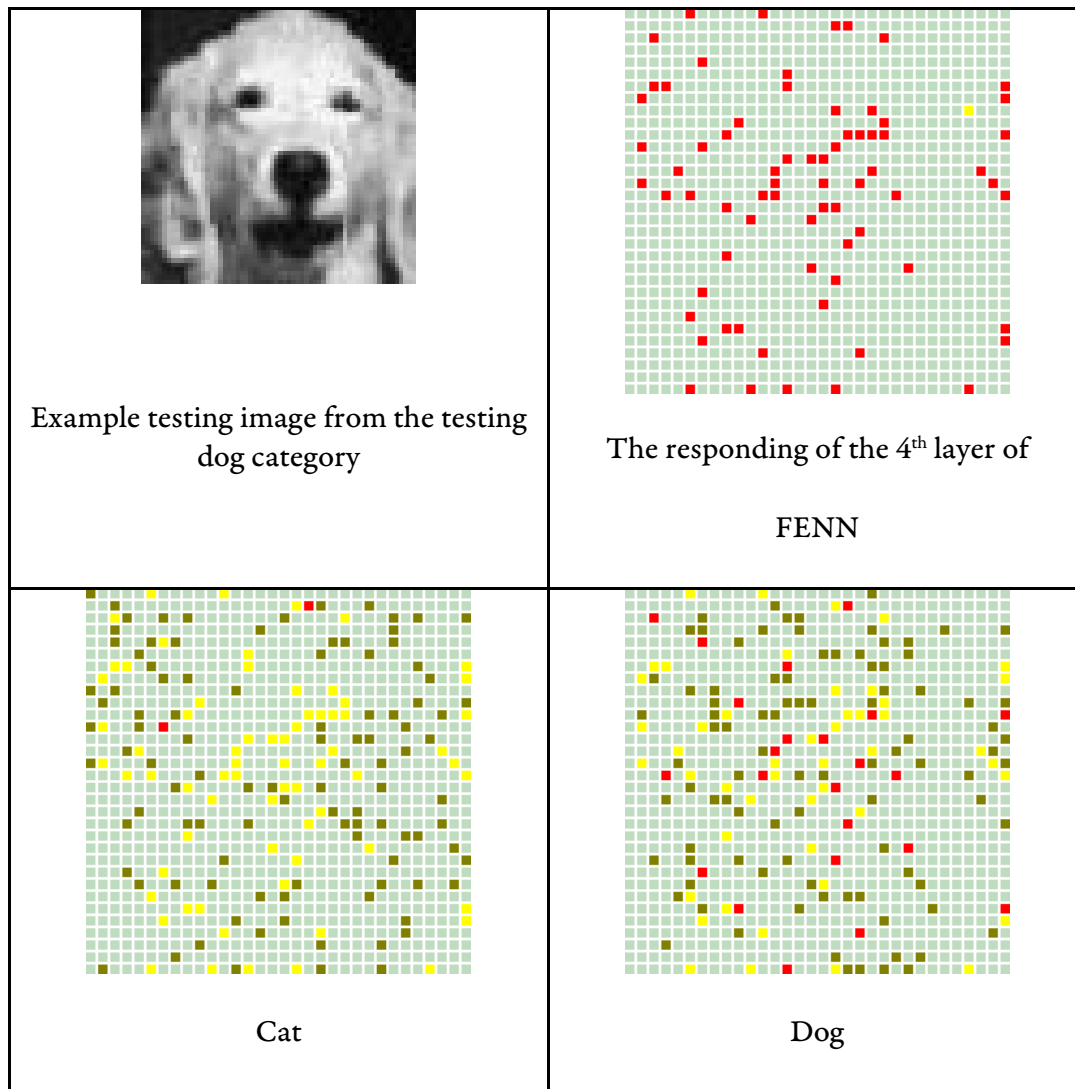 Example testing image from the testing
dog category
The responding of the 4th layer of
FENN
Cat
Dog